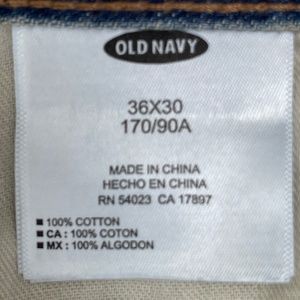 OLD NAVY
36X30
170/90A
MADE IN CHINA
HECHO EN CHINA
RN 54023 CA 17897
■ 100% COTTON
■ CA : 100% COTON
■ MX : 100% ALGODON